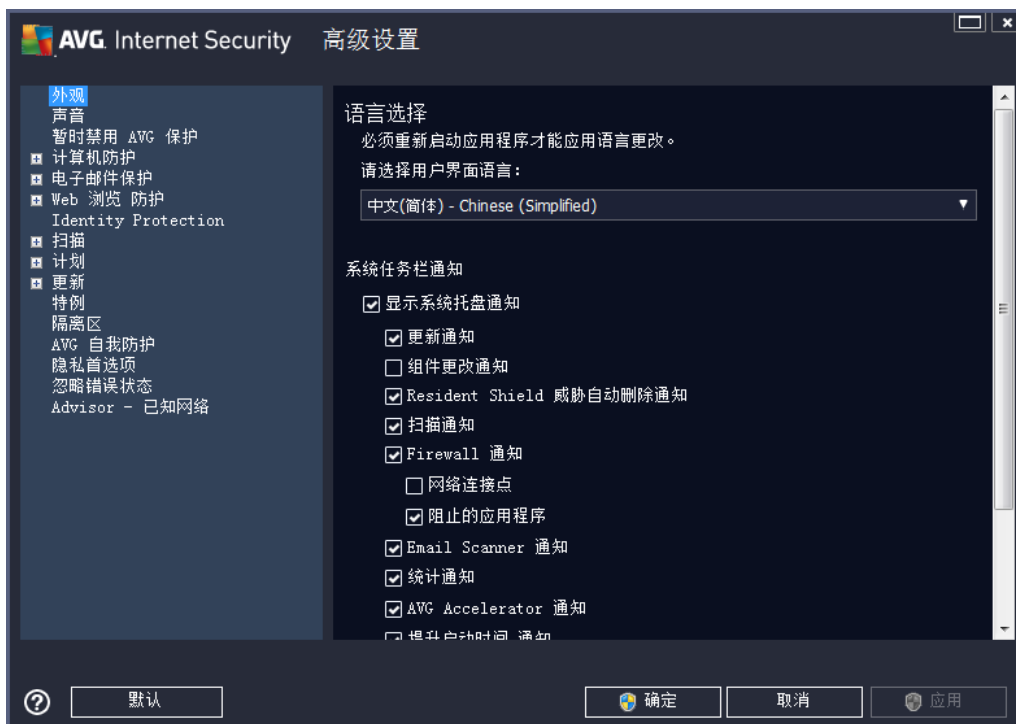 AVG. Internet Security 高级设置
外观
声音
暂时禁用 AVG 保护
计算机防护
电子邮件保护
Web 浏览 防护
Identity Protection
扫描
计划
更新
特例
隔离区
AVG 自我防护
隐私首选项
忽略错误状态
Advisor - 已知网络
语言选择
必须重新启动应用程序才能应用语言更改。
请选择用户界面语言:
中文(简体) - Chinese (Simplified)
系统任务栏通知
显示系统托盘通知
更新通知
组件更改通知
Resident Shield 威胁自动删除通知
扫描通知
Firewall 通知
网络连接点
阻止的应用程序
Email Scanner 通知
统计通知
AVG Accelerator 通知
提升启动时间 通知
默认
确定
取消
应用